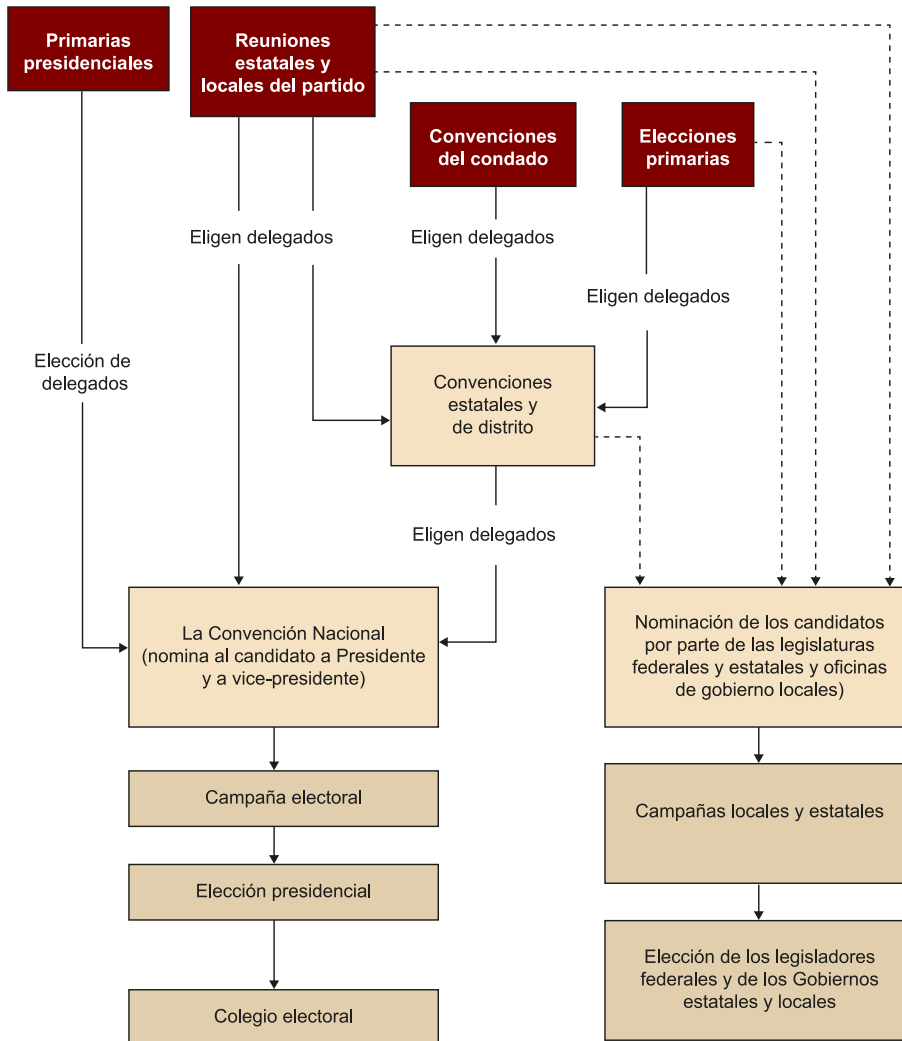 Primarias
presidenciales
Reuniones
estatales y
locales del partido
Convenciones
del condado
Elecciones
primarias
Eligen delegados
Eligen delegados
Eligen delegados
Elección de
delegados
Convenciones
estatales y
de distrito
Eligen delegados
La Convención Nacional
(nomina al candidato a Presidente
y a vice-presidente)
Nominación de los candidatos
por parte de las legislaturas
federales y estatales y oficinas
de gobierno locales)
Campaña electoral
Campañas locales y estatales
Elección presidencial
Elección de los legisladores
federales y de los Gobiernos
estatales y locales
Colegio electoral